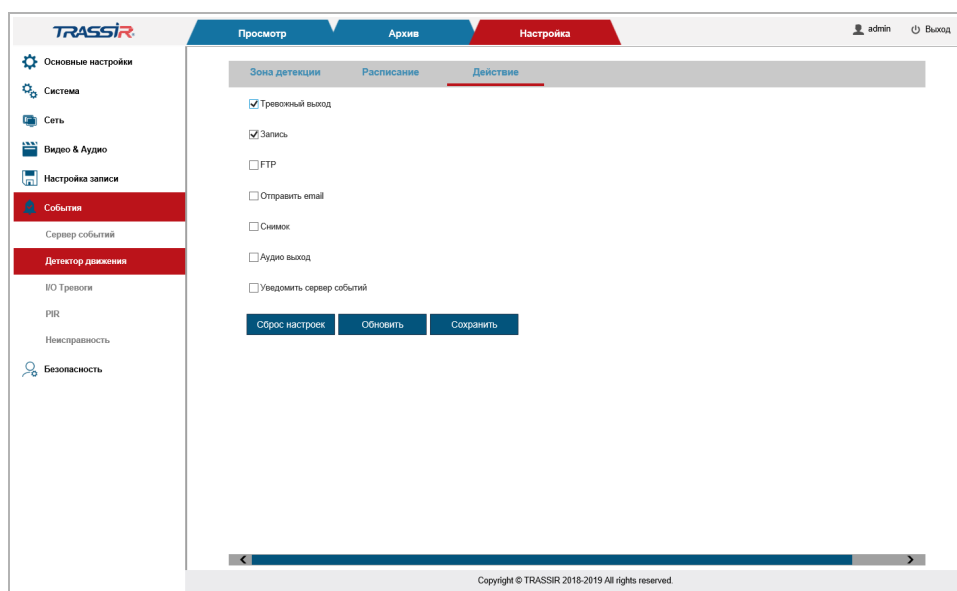 TRASSIR
Просмотр
Архив
Настройка
admin
Выход
Основные настройки
Система
Сеть
Видео & Аудио
Настройка записи
События
Сервер событий
Детектор движения
I/O Тревоги
PIR
Неисправность
Безопасность
Зона детекции
Расписание
Действие
Тревожный выход
Запись
FTP
Отправить email
Снимок
Аудио выход
Уведомить сервер событий
Сброс настроек
Обновить
Сохранить
Copyright © TRASSIR 2018-2019 All rights reserved.